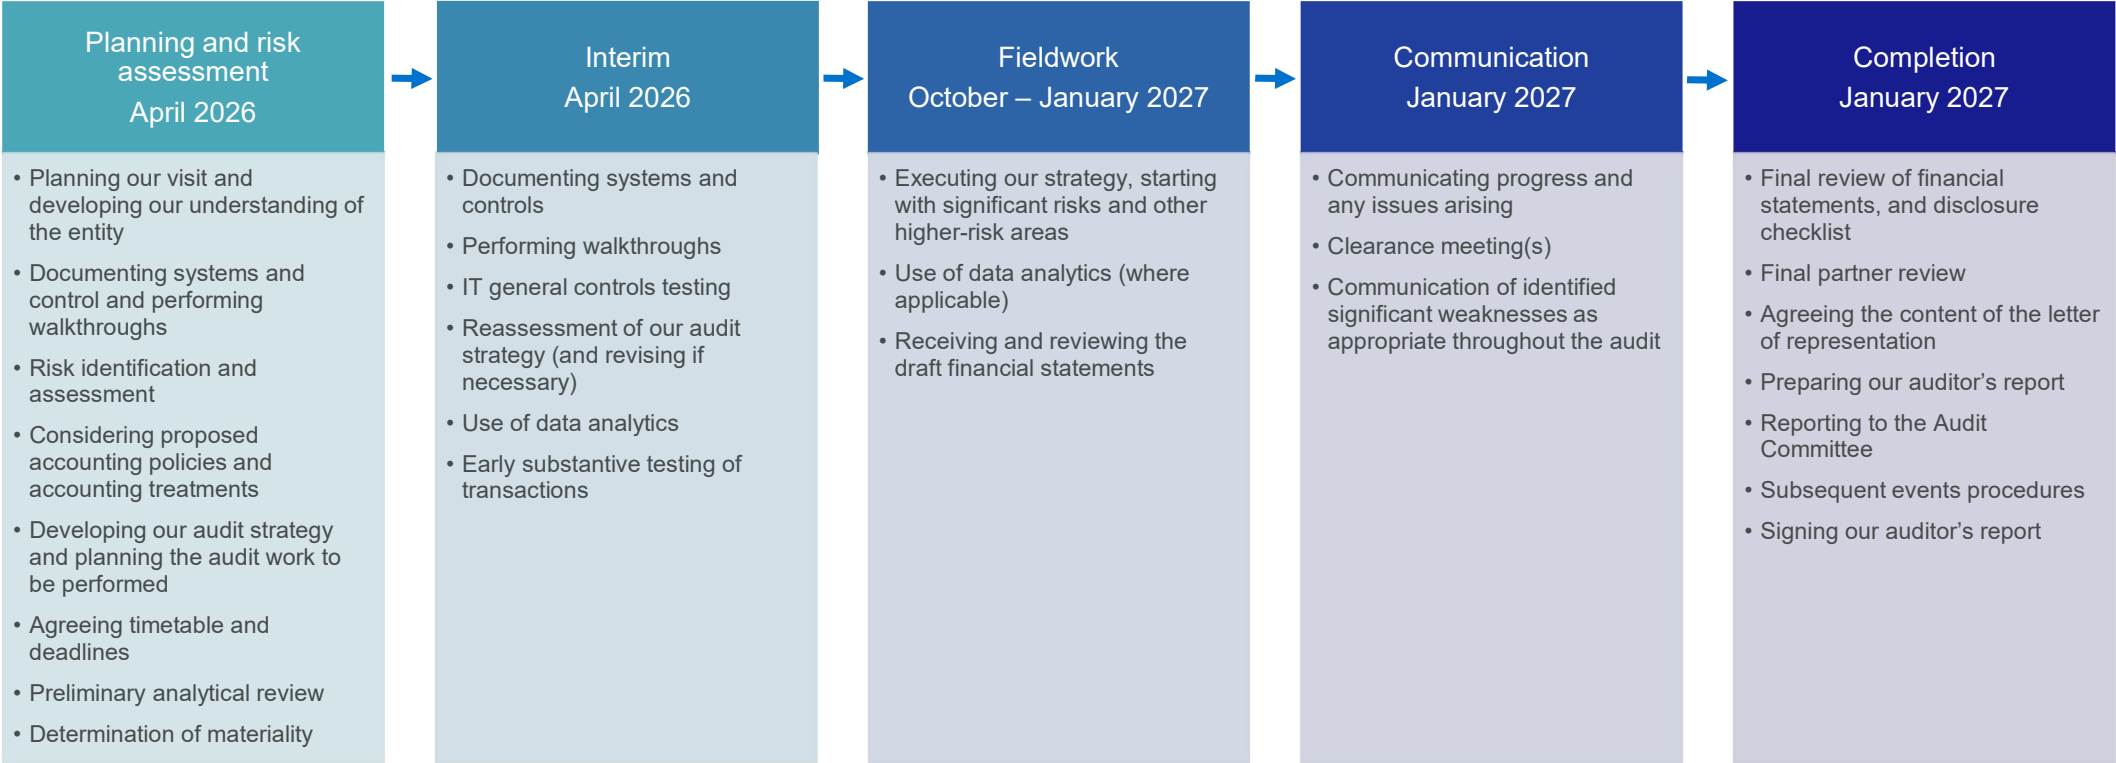 Planning and risk
assessment
April 2026
• Planning our visit and
developing our understanding of
the entity
• Documenting systems and
control and performing
walkthroughs
• Risk identification and
assessment
• Considering proposed
accounting policies and
accounting treatments
• Developing our audit strategy
and planning the audit work to
be performed
• Agreeing timetable and
deadlines
• Preliminary analytical review
• Determination of materiality
Interim
April 2026
• Documenting systems and
controls
• Performing walkthroughs
• IT general controls testing
• Reassessment of our audit
strategy (and revising if
necessary)
• Use of data analytics
• Early substantive testing of
transactions
Fieldwork
October – January 2027
• Executing our strategy, starting
with significant risks and other
higher-risk areas
• Use of data analytics (where
applicable)
• Receiving and reviewing the
draft financial statements
Communication
January 2027
• Communicating progress and
any issues arising
• Clearance meeting(s)
• Communication of identified
significant weaknesses as
appropriate throughout the audit
Completion
January 2027
• Final review of financial
statements, and disclosure
checklist
• Final partner review
• Agreeing the content of the letter
of representation
• Preparing our auditor’s report
• Reporting to the Audit
Committee
• Subsequent events procedures
• Signing our auditor’s report